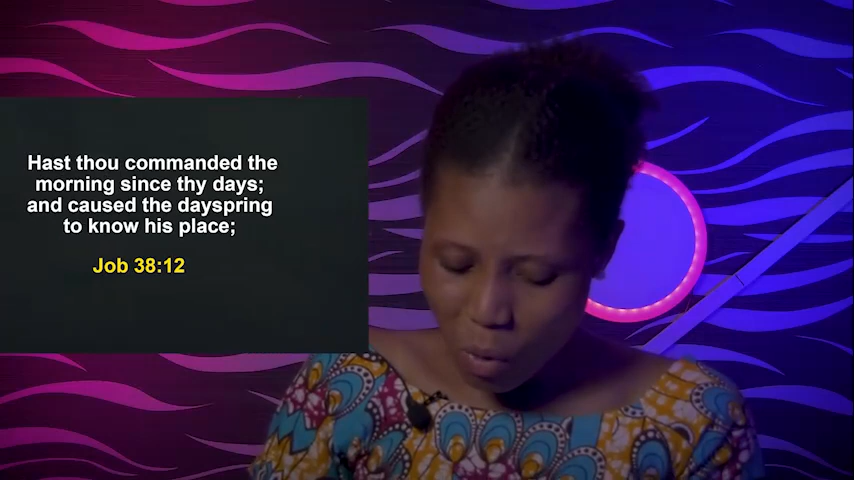 Hast thou commanded the
morning since thy days;
and caused the dayspring
to know his place;
Job 38:12